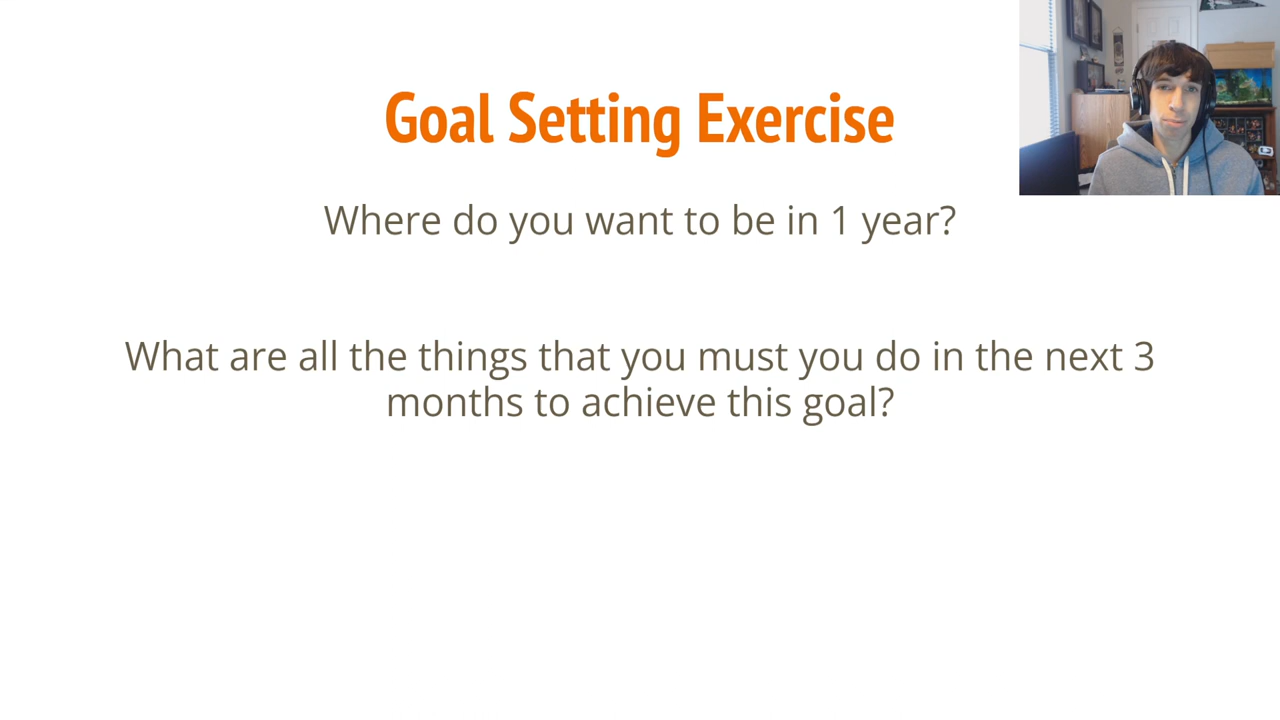 Goal Setting Exercise
Where do you want to be in 1 year?
What are all the things that you must you do in the next 3
months to achieve this goal?